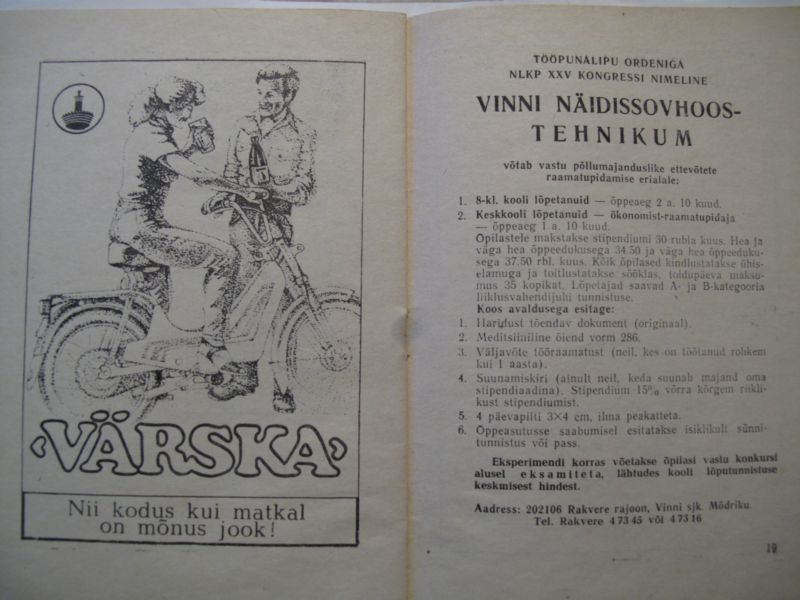 ‹VÄRSKA›
Nii kodus kui matkal
on mõnus jook!
TÖÖPUNALIPU ORDENIGA
NLKP XXV KONGRESSI NIMELINE
VINNI NÄIDISSOVHOOS-
TEHNIKUM
võtab vastu põllumajanduslike ettevõtete
raamatupidamise erialale:
1. 8-kl. kooli lõpetanuid — õppeaeg 2 a. 10 kuud.
2. Keskkooli lõpetanuid — ökonomist-raamatupidaja
— õppeaeg 1 a. 10 kuud.
Õpilastele makstakse stipendiumi 30 rubla kuus. Hea ja
väga hea õppeedukusega 34.50 ja väga hea õppeeduku-
sega 37.50 rbl. kuus. Kõik õpilased kindlustatakse ühis-
elamuga ja toitlustatakse sööklas, toidupäeva maksu-
mus 35 kopikat. Lõpetajad saavad A- ja B-kategooria
liiklusvahendijuhi tunnistuse.
Koos avaldusega esitage:
1. Haridust tõendav dokument (originaal).
2. Meditsiiniline õiend vorm 286.
3. Väljavõte tööraamatust (neil, kes on töötanud rohkem
kui 1 aasta).
4. Suunamiskiri (ainult neil, keda suunab majand oma
stipendiaadina). Stipendium 15% võrra kõrgem riikli-
kust stipendiumist.
5. 4 päevapilti 3×4 cm, ilma peakatteta.
6. Õppeasutusse saabumisel esitatakse isiklikult sünni-
tunnistus või pass.
Eksperimendi korras võetakse õpilasi vastu konkursi
alusel eksamiteta, lähtudes kooli lõputunnistuse
keskmisest hindest.
Aadress: 202106 Rakvere rajoon, Vinni sjk. Mõdriku.
Tel. Rakvere 4 73 45 või 4 73 16
19